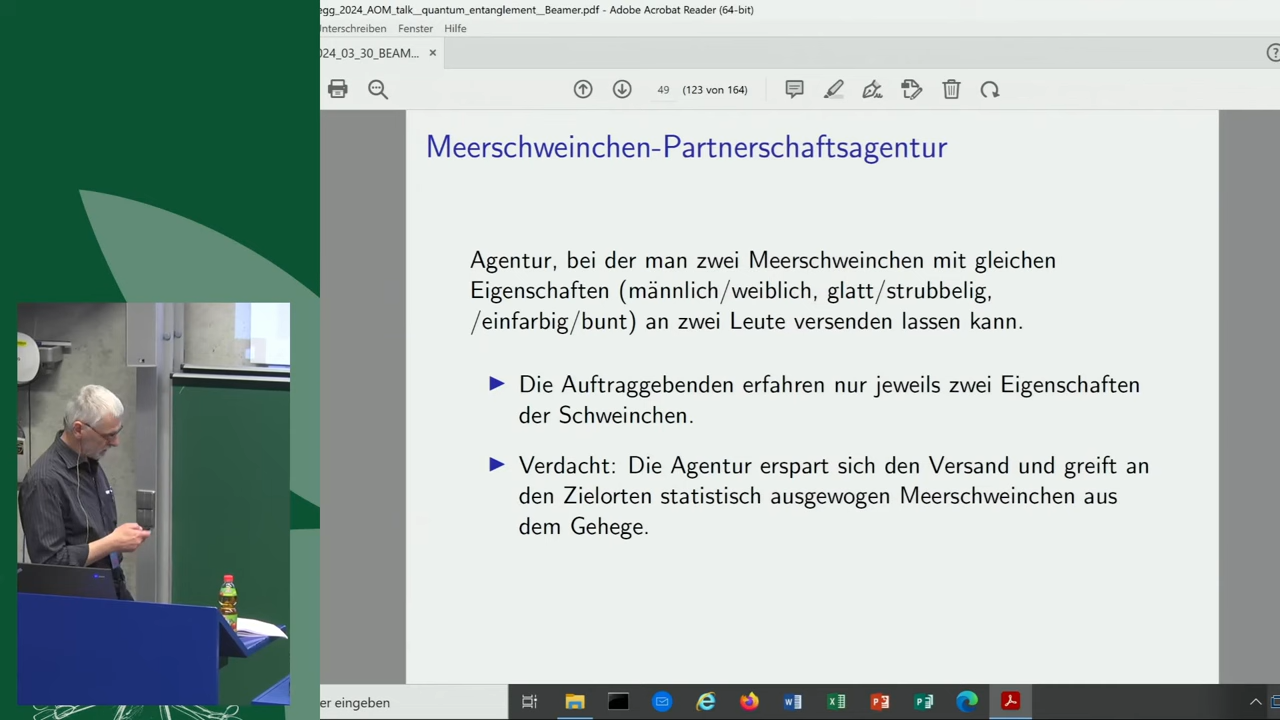 egg_2024_AOM_talk__quantum_entanglement__Beamer.pdf - Adobe Acrobat Reader (64-bit)
Unterschreiben Fenster Hilfe
024_03_30_BEAM... ×
49 (123 von 164)
Meerschweinchen-Partnerschaftsagentur
Agentur, bei der man zwei Meerschweinchen mit gleichen
Eigenschaften (männlich/weiblich, glatt/strubbelig,
/einfarbig/bunt) an zwei Leute versenden lassen kann.
▶ Die Auftraggebenden erfahren nur jeweils zwei Eigenschaften
der Schweinchen.
▶ Verdacht: Die Agentur erspart sich den Versand und greift an
den Zielorten statistisch ausgewogen Meerschweinchen aus
dem Gehege.
er eingeben